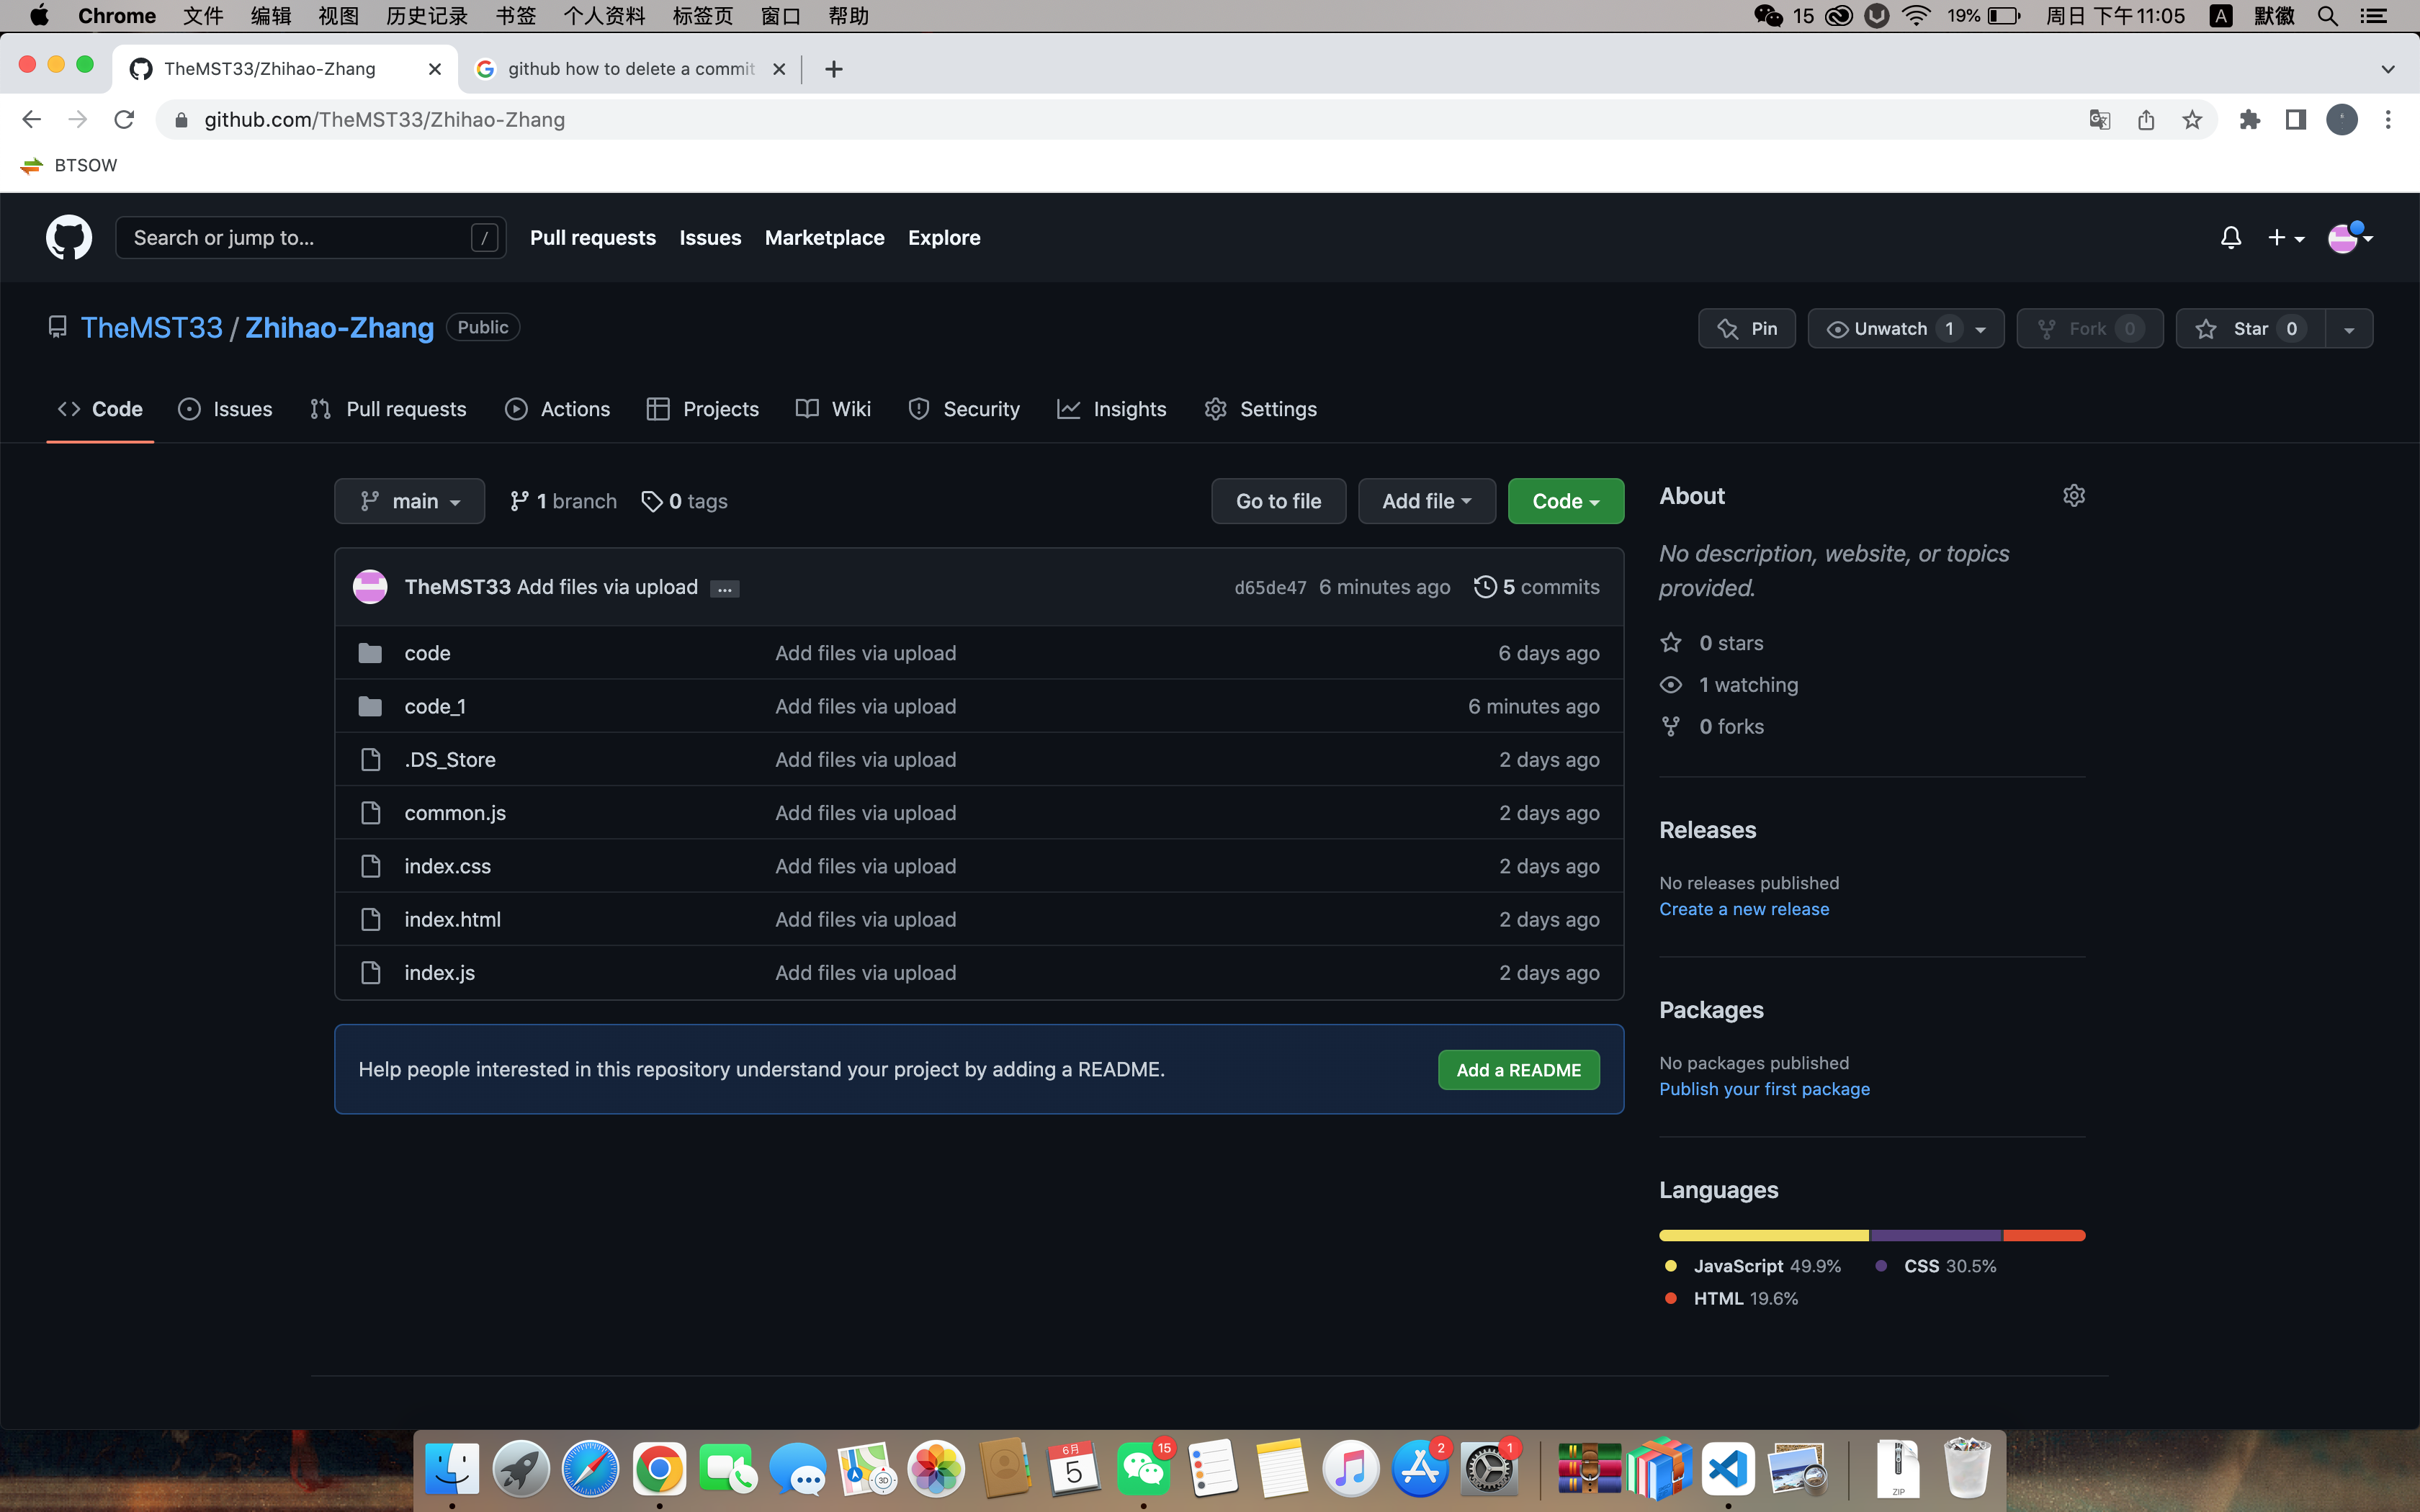 Chrome 文件 编辑 视图 历史记录 书签 个人资料 标签页 窗口 帮助 15 19% 周日 下午11:05 A 默徽
TheMST33/Zhihao-Zhang github how to delete a commit
github.com/TheMST33/Zhihao-Zhang
BTSOW
Search or jump to... / Pull requests Issues Marketplace Explore
TheMST33 / Zhihao-Zhang Public Pin Unwatch 1 Fork 0 Star 0
Code Issues Pull requests Actions Projects Wiki Security Insights Settings
main 1 branch 0 tags Go to file Add file Code
TheMST33 Add files via upload ... d65de47 6 minutes ago 5 commits
code Add files via upload 6 days ago
code_1 Add files via upload 6 minutes ago
.DS_Store Add files via upload 2 days ago
common.js Add files via upload 2 days ago
index.css Add files via upload 2 days ago
index.html Add files via upload 2 days ago
index.js Add files via upload 2 days ago
Help people interested in this repository understand your project by adding a README. Add a README
About
No description, website, or topics
provided.
0 stars
1 watching
0 forks
Releases
No releases published
Create a new release
Packages
No packages published
Publish your first package
Languages
JavaScript 49.9% CSS 30.5%
HTML 19.6%
6月 5 15 3D 2 1 ZIP